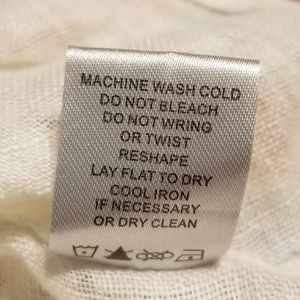 MACHINE WASH COLD
DO NOT BLEACH
DO NOT WRING
OR TWIST
RESHAPE
LAY FLAT TO DRY
COOL IRON
IF NECESSARY
OR DRY CLEAN